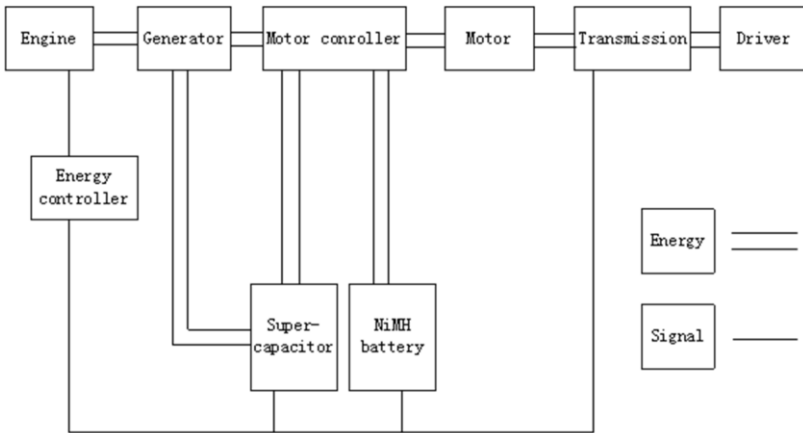 Engine
Generator
Motor conroller
Motor
Transmission
Driver
Energy
controller
Energy
Super-
capacitor
NiMH
battery
Signal